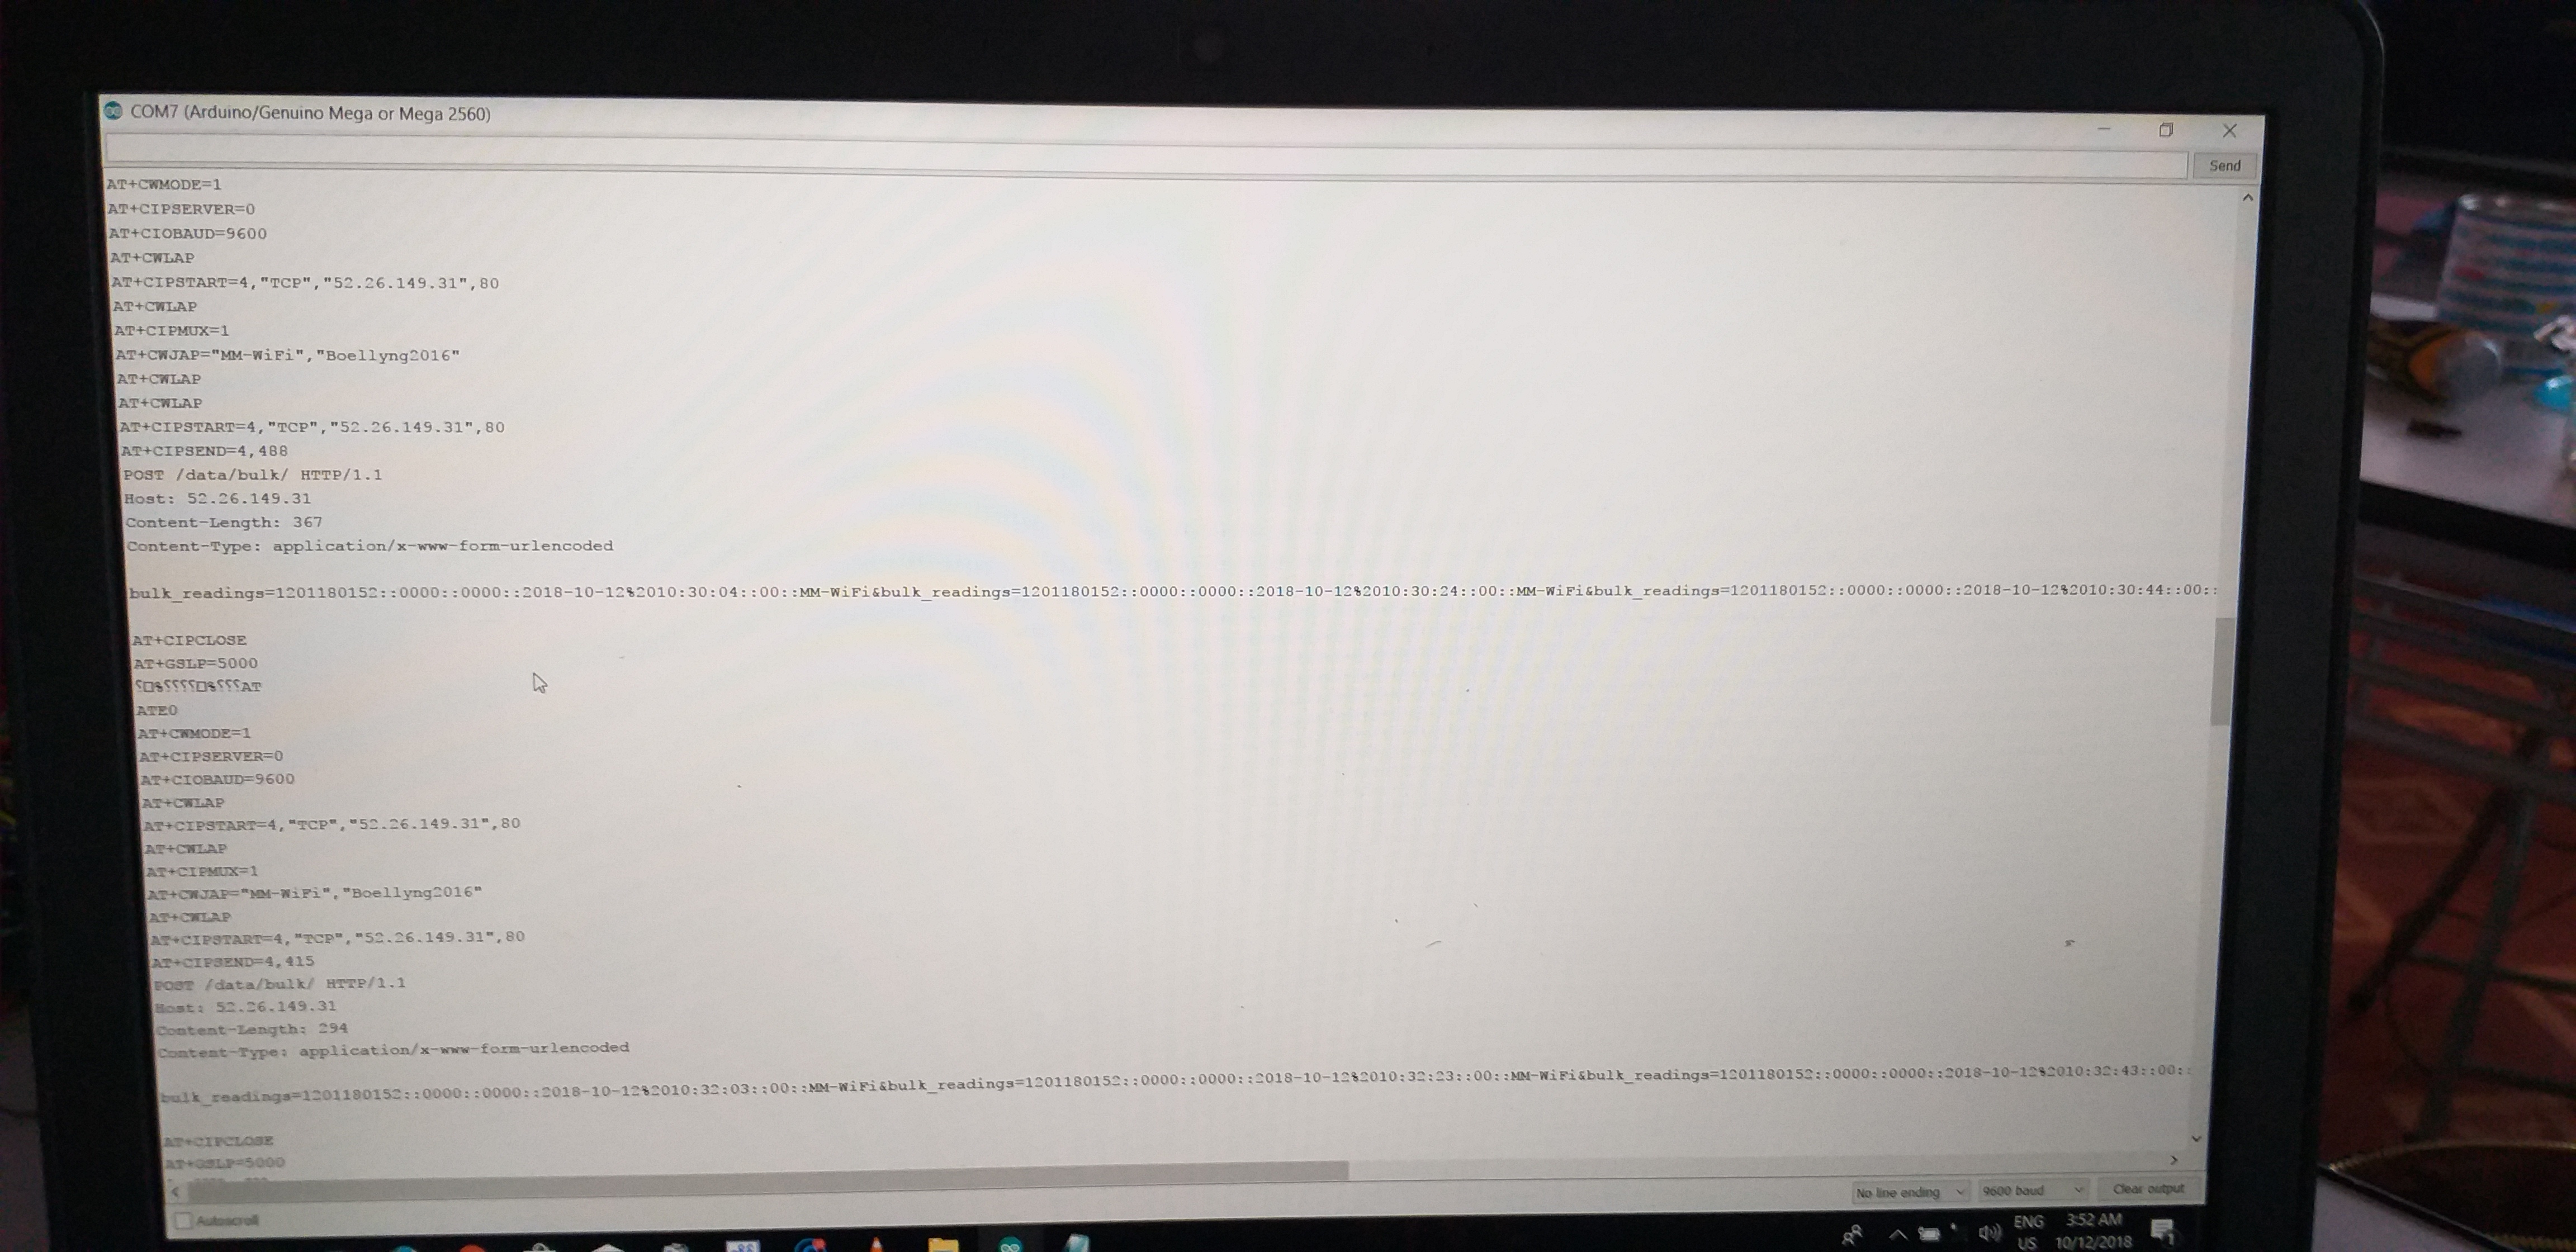 COM7 (Arduino/Genuino Mega or Mega 2560)
Send
AT+CWMODE=1
AT+CIPSERVER=0
AT+CIOBAUD=9600
AT+CWLAP
AT+CIPSTART=4,"TCP","52.26.149.31",80
AT+CWLAP
AT+CIPMUX=1
AT+CWJAP="MM-WiFi","Boellyng2016"
AT+CWLAP
AT+CWLAP
AT+CIPSTART=4,"TCP","52.26.149.31",80
AT+CIPSEND=4,488
POST /data/bulk/ HTTP/1.1
Host: 52.26.149.31
Content-Length: 367
Content-Type: application/x-www-form-urlencoded
bulk_readings=1201180152::0000::0000::2018-10-12%2010:30:04::00::MM-WiFi&bulk_readings=1201180152::0000::0000::2018-10-12%2010:30:24::00::MM-WiFi&bulk_readings=1201180152::0000::0000::2018-10-12%2010:30:44::00::
AT+CIPCLOSE
AT+GSLP=5000
AT
ATE0
AT+CWMODE=1
AT+CIPSERVER=0
AT+CIOBAUD=9600
AT+CWLAP
AT+CIPSTART=4,"TCP","52.26.149.31",80
AT+CWLAP
AT+CIPMUX=1
AT+CWJAP="MM-WiFi","Boellyng2016"
AT+CWLAP
AT+CIPSTART=4,"TCP","52.26.149.31",80
AT+CIPSEND=4,415
POST /data/bulk/ HTTP/1.1
Host: 52.26.149.31
Content-Length: 294
Content-Type: application/x-www-form-urlencoded
bulk_readings=1201180152::0000::0000::2018-10-12%2010:32:03::00::MM-WiFi&bulk_readings=1201180152::0000::0000::2018-10-12%2010:32:23::00::MM-WiFi&bulk_readings=1201180152::0000::0000::2018-10-12%2010:32:43::00::
AT+CIPCLOSE
AT+GSLP=5000
No line ending 9600 baud Clear output
Autoscroll
ENG 3:52 AM
US 10/12/2018
1